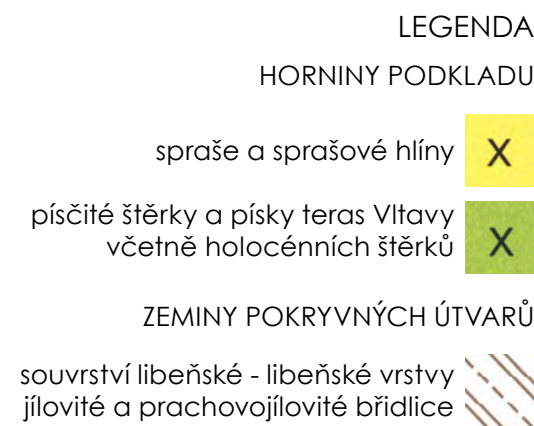 LEGENDA
HORNINY PODKLADU
spraše a sprašové hlíny X
písčité štěrky a písky teras Vltavy
včetně holocénních štěrků X
ZEMINY POKRYVNÝCH ÚTVARŮ
souvrství libeňské - libeňské vrstvy
jílovité a prachovojílovité břidlice